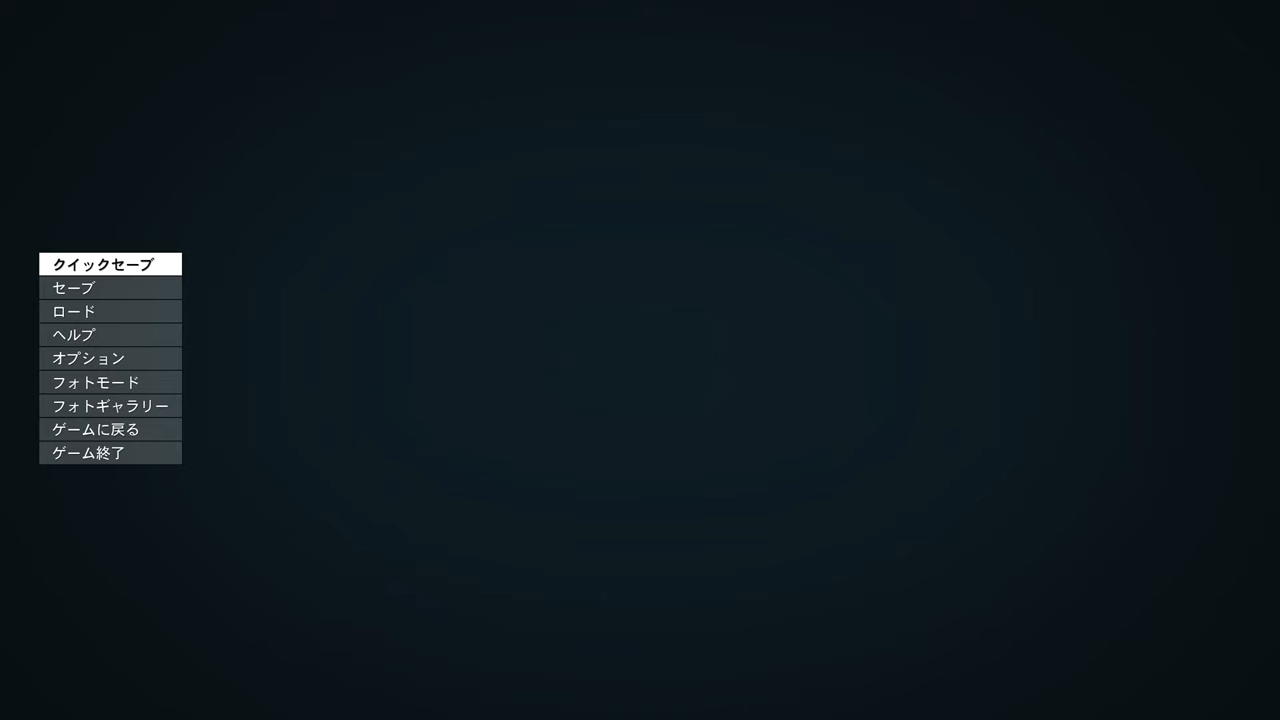 クイックセーブ
セーブ
ロード
ヘルプ
オプション
フォトモード
フォトギャラリー
ゲームに戻る
ゲーム終了